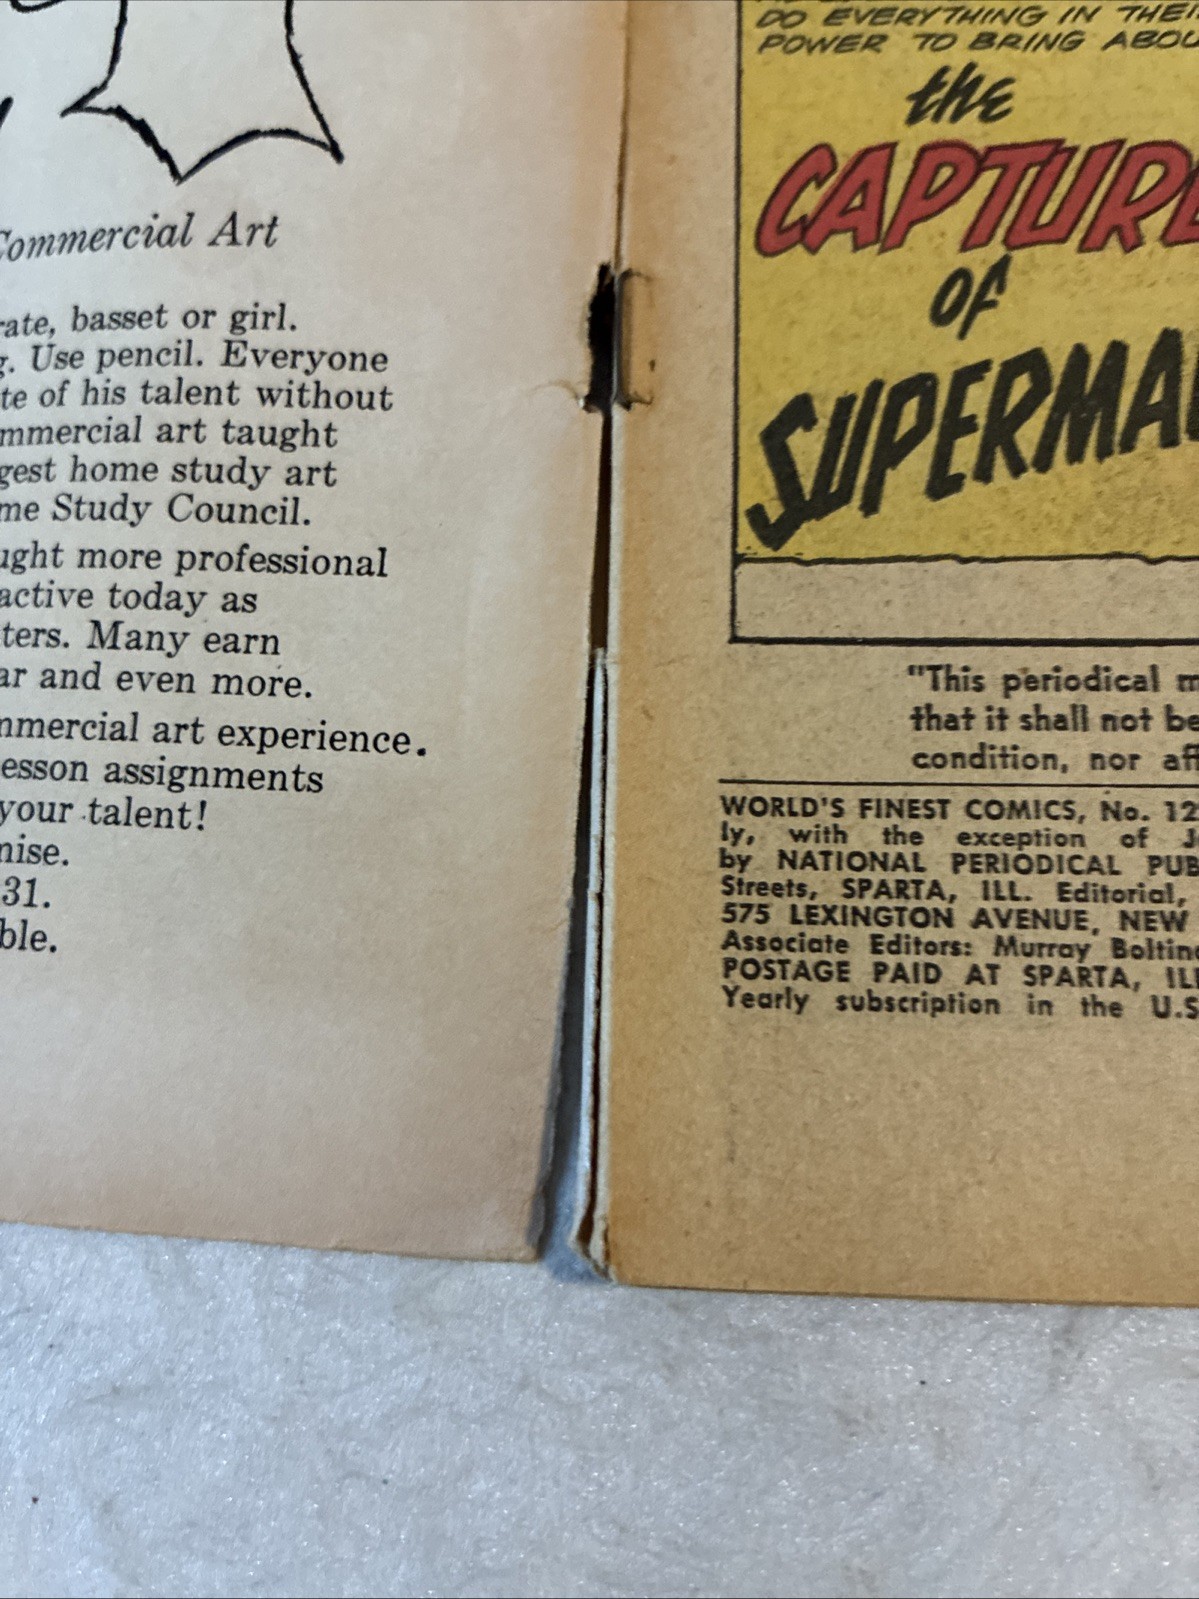 Commercial Art
rate, basset or girl.
g. Use pencil. Everyone
te of his talent without
mmercial art taught
gest home study art
me Study Council.
ught more professional
active today as
ters. Many earn
ar and even more.
mmercial art experience.
esson assignments
your talent!
mise.
31.
ble.
DO EVERYTHING IN THEI
POWER TO BRING ABOU
the
CAPTURE
OF
SUPERMA
"This periodical m
that it shall not be
condition, nor aff
WORLD'S FINEST COMICS, No. 12
ly, with the exception of J
by NATIONAL PERIODICAL PUB
Streets, SPARTA, ILL. Editorial,
575 LEXINGTON AVENUE, NEW
Associate Editors: Murray Boltino
POSTAGE PAID AT SPARTA, ILL
Yearly subscription in the U.S